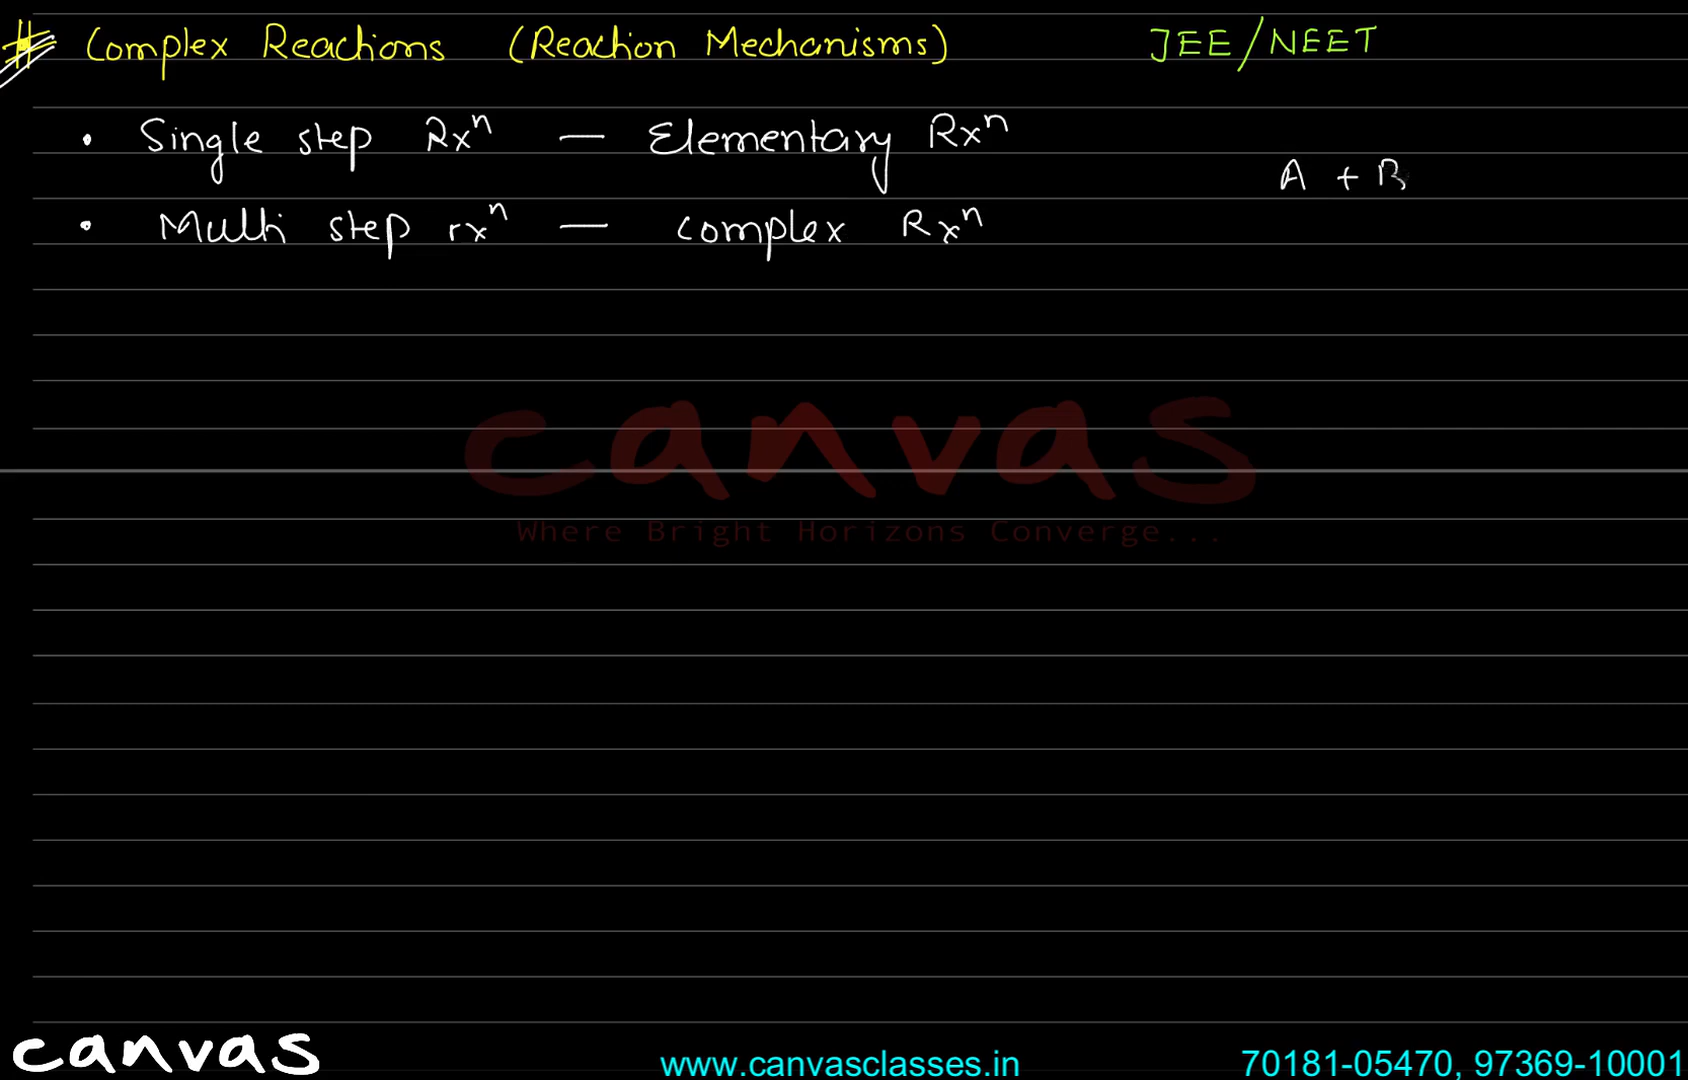 # Complex Reactions (Reaction Mechanisms) JEE/NEET
• Single step Rxⁿ — Elementary Rxⁿ
A + B
• Multi step rxⁿ — complex Rxⁿ
canvas
Where Bright Horizons Converge...
canvas www.canvasclasses.in 70181-05470, 97369-10001